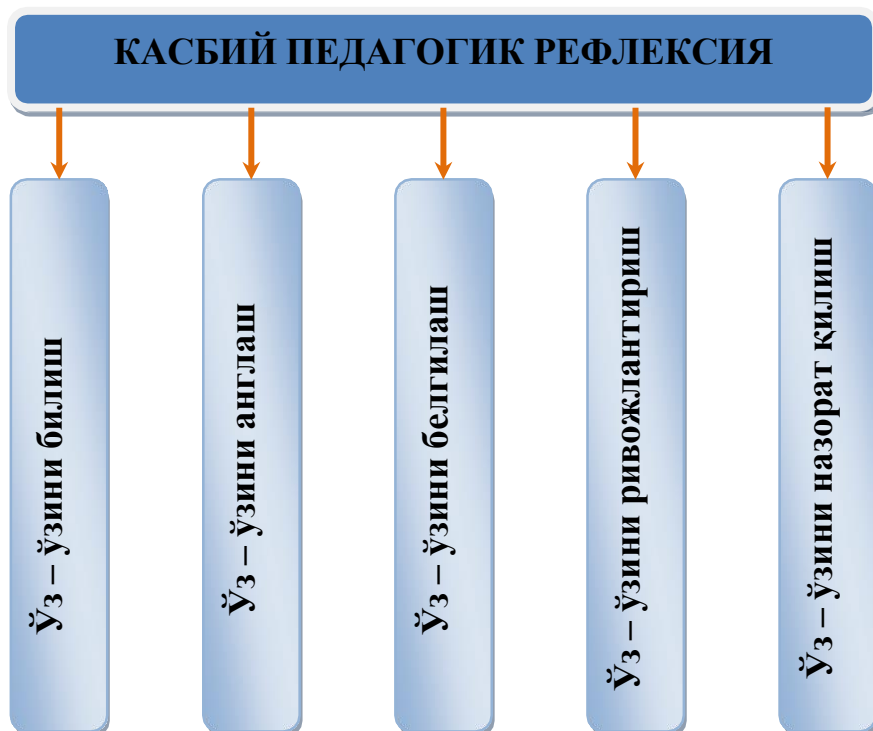 КАСБИЙ ПЕДАГОГИК РЕФЛЕКСИЯ
Ўз – ўзини билиш
Ўз – ўзини англаш
Ўз – ўзини белгилаш
Ўз – ўзини ривожлантириш
Ўз – ўзини назорат қилиш